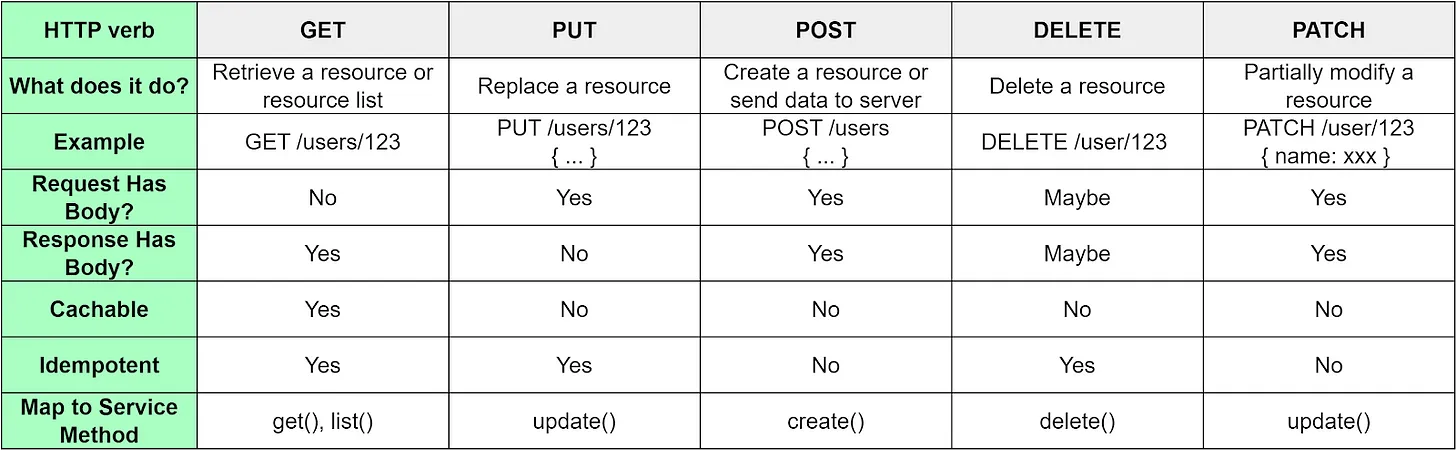 HTTP verb GET PUT POST DELETE PATCH
What does it do? Retrieve a resource or resource list Replace a resource Create a resource or send data to server Delete a resource Partially modify a resource
Example GET /users/123 PUT /users/123 { ... } POST /users { ... } DELETE /user/123 PATCH /user/123 { name: xxx }
Request Has Body? No Yes Yes Maybe Yes
Response Has Body? Yes No Yes Maybe Yes
Cachable Yes No No No No
Idempotent Yes Yes No Yes No
Map to Service Method get(), list() update() create() delete() update()